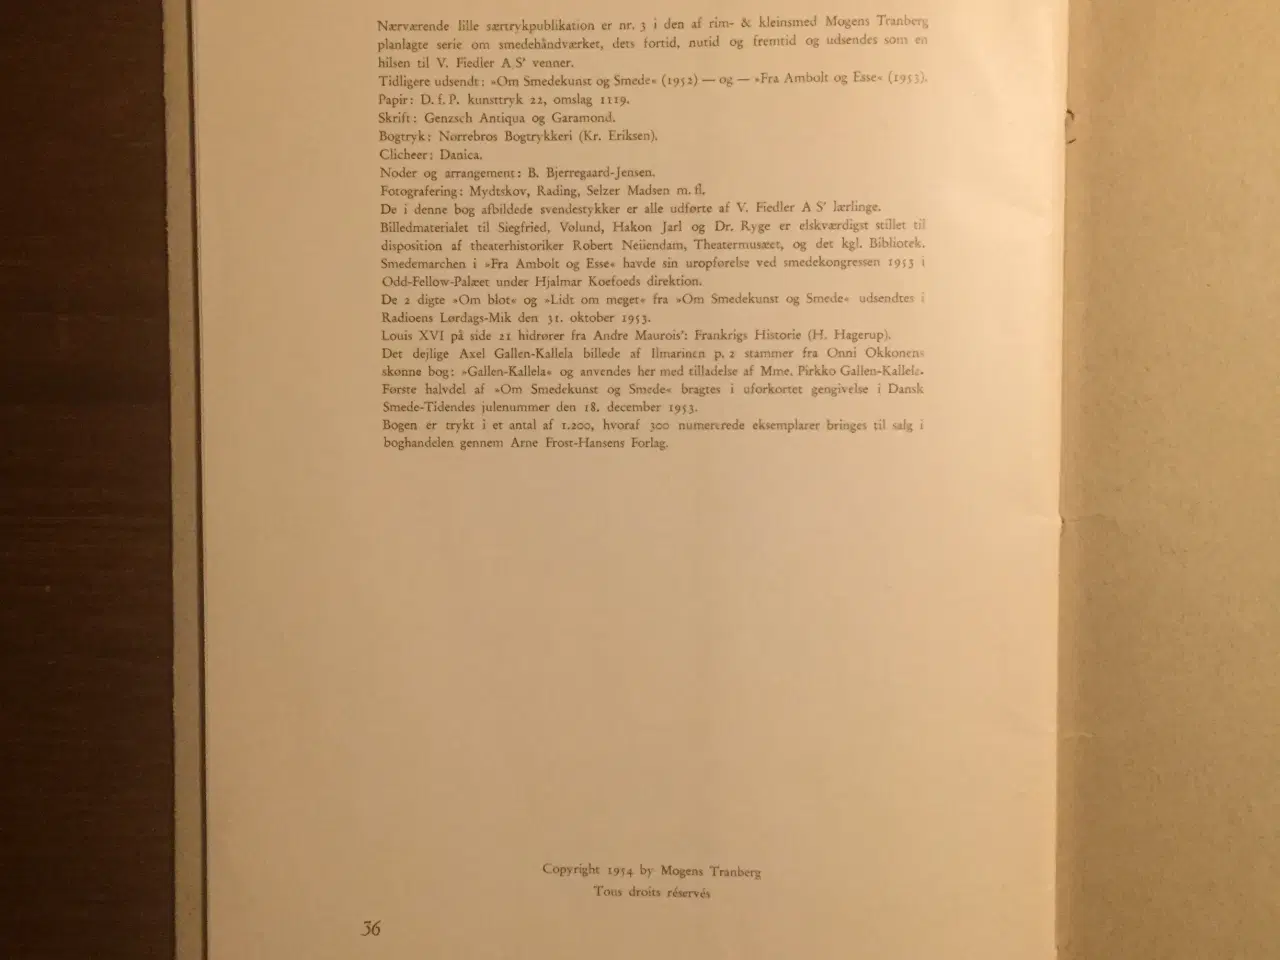 Nærværende lille særtrykpublikation er nr. 3 i den af rim- & kleinsmed Mogens Tranberg
planlagte serie om smedehåndværket, dets fortid, nutid og fremtid og udsendes som en
hilsen til V. Fiedler A S' venner.
Tidligere udsendt: »Om Smedekunst og Smede« (1952) — og — »Fra Ambolt og Esse« (1953).
Papir: D. f. P. kunsttryk 22, omslag 1119.
Skrift: Genzsch Antiqua og Garamond.
Bogtryk: Nørrebros Bogtrykkeri (Kr. Eriksen).
Clicheer: Danica.
Noder og arrangement: B. Bjerregaard-Jensen.
Fotografering: Mydtskov, Rading, Selzer Madsen m. fl.
De i denne bog afbildede svendestykker er alle udførte af V. Fiedler A S' lærlinge.
Billedmaterialet til Siegfried, Vølund, Hakon Jarl og Dr. Ryge er elskværdigst stillet til
disposition af theaterhistoriker Robert Neiiendam, Theatermusæet, og det kgl. Bibliotek.
Smedemarchen i »Fra Ambolt og Esse« havde sin uropførelse ved smedekongressen 1953 i
Odd-Fellow-Palæet under Hjalmar Koefoeds direktion.
De 2 digte »Om blot« og »Lidt om meget« fra »Om Smedekunst og Smede« udsendtes i
Radioens Lørdags-Mik den 31. oktober 1953.
Louis XVI på side 21 hidrører fra Andre Maurois': Frankrigs Historie (H. Hagerup).
Det dejlige Axel Gallen-Kallela billede af Ilmarinen p. 2 stammer fra Onni Okkonens
skønne bog: »Gallen-Kallela« og anvendes her med tilladelse af Mme. Pirkko Gallen-Kallela.
Første halvdel af »Om Smedekunst og Smede« bragtes i uforkortet gengivelse i Dansk
Smede-Tidendes julenummer den 18. december 1953.
Bogen er trykt i et antal af 1.200, hvoraf 300 numererede eksemplarer bringes til salg i
boghandelen gennem Arne Frost-Hansens Forlag.
Copyright 1954 by Mogens Tranberg
Tous droits réservés
36